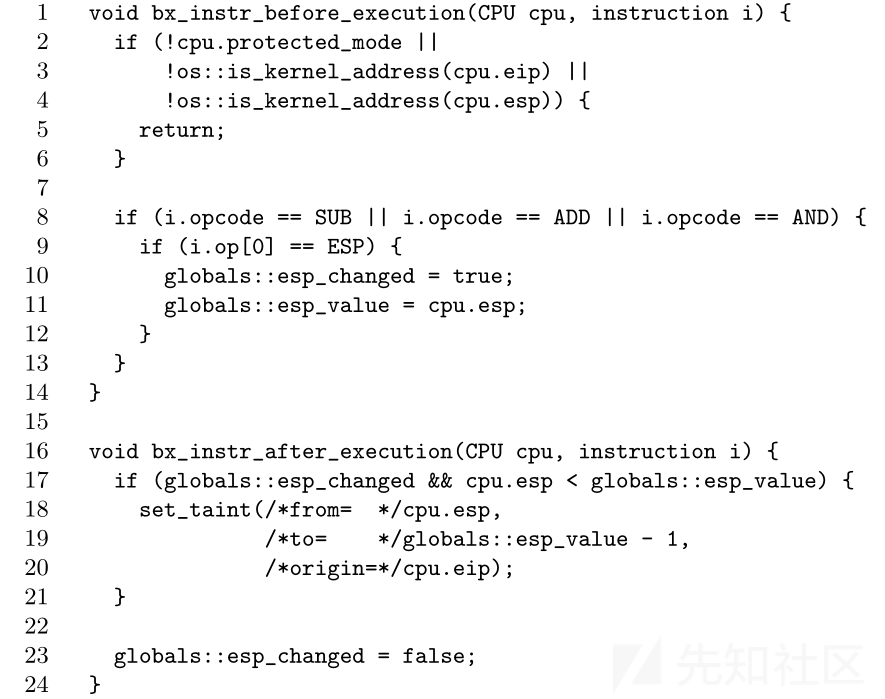 1 void bx_instr_before_execution(CPU cpu, instruction i) {
2 if (!cpu.protected_mode ||
3 !os::is_kernel_address(cpu.eip) ||
4 !os::is_kernel_address(cpu.esp)) {
5 return;
6 }
7
8 if (i.opcode == SUB || i.opcode == ADD || i.opcode == AND) {
9 if (i.op[0] == ESP) {
10 globals::esp_changed = true;
11 globals::esp_value = cpu.esp;
12 }
13 }
14 }
15
16 void bx_instr_after_execution(CPU cpu, instruction i) {
17 if (globals::esp_changed && cpu.esp < globals::esp_value) {
18 set_taint(/*from= */cpu.esp,
19 /*to= */globals::esp_value - 1,
20 /*origin=*/cpu.eip);
21 }
22
23 globals::esp_changed = false;
24 }
先知社区